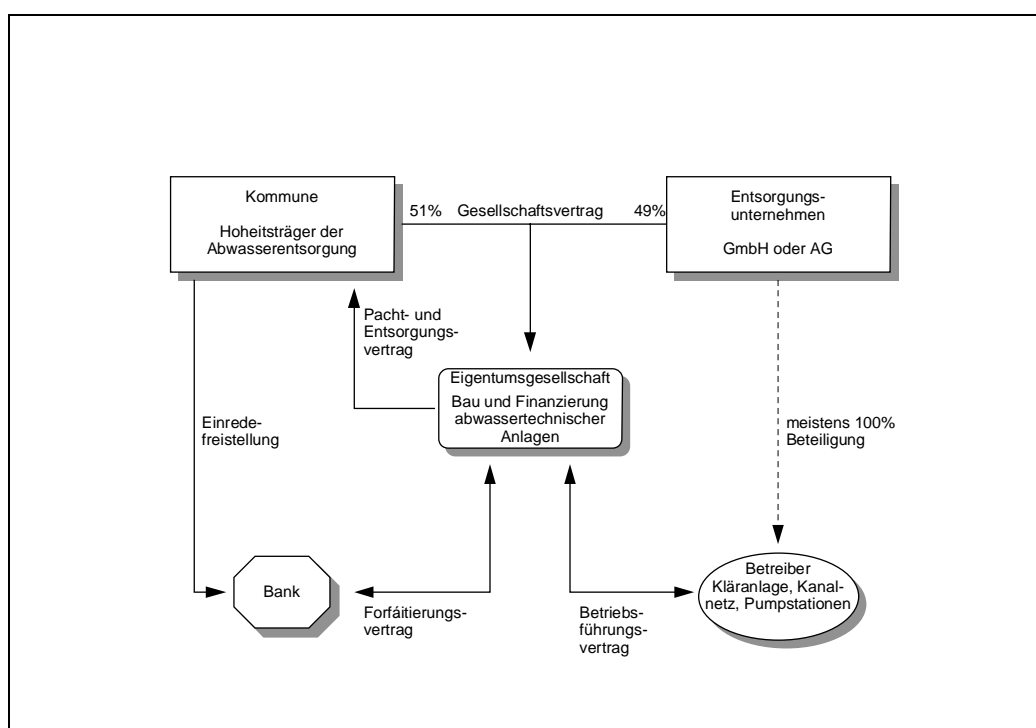 Kommune
Hoheitsträger der
Abwasserentsorgung
51% Gesellschaftsvertrag 49%
Entsorgungs-
unternehmen
GmbH oder AG
Pacht- und
Entsorgungs-
vertrag
Eigentumsgesellschaft
Bau und Finanzierung
abwassertechnischer
Anlagen
Einrede-
freistellung
meistens 100%
Beteiligung
Bank
Forfáitierungs-
vertrag
Betriebs-
führungs-
vertrag
Betreiber
Kläranlage, Kanal-
netz, Pumpstationen